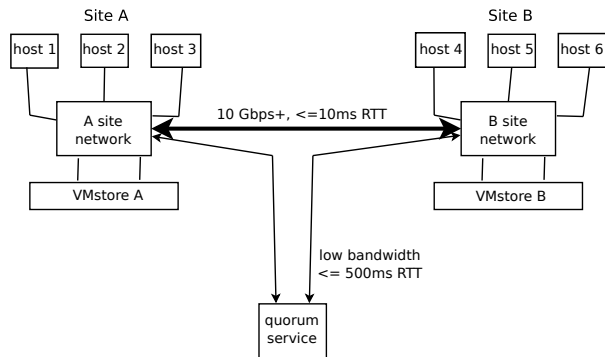 Site A
Site B
host 1
host 2
host 3
host 4
host 5
host 6
10 Gbps+, <=10ms RTT
A site
network
B site
network
VMstore A
VMstore B
low bandwidth
<= 500ms RTT
quorum
service